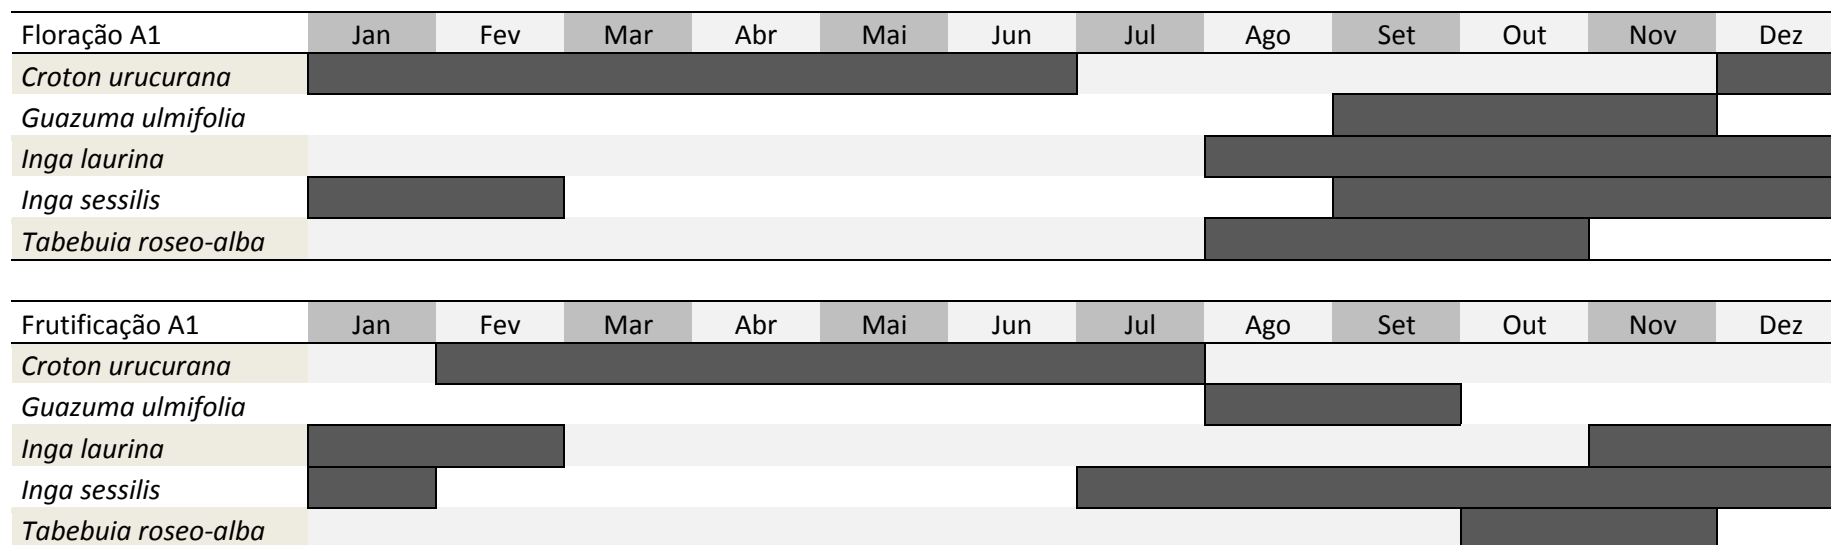 Floração A1 Jan Fev Mar Abr Mai Jun Jul Ago Set Out Nov Dez
Croton urucurana
Guazuma ulmifolia
Inga laurina
Inga sessilis
Tabebuia roseo-alba
Frutificação A1 Jan Fev Mar Abr Mai Jun Jul Ago Set Out Nov Dez
Croton urucurana
Guazuma ulmifolia
Inga laurina
Inga sessilis
Tabebuia roseo-alba